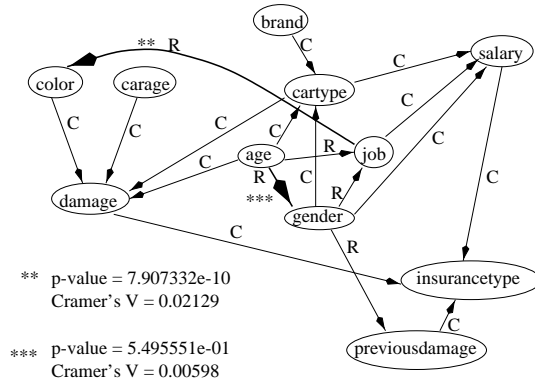 brand
** R
C
salary
color
carage
cartype
C
C
C
C
C
C
C
age
R
job
C
R
C
R
***
damage
gender
C
C
R
insurancetype
** p-value = 7.907332e-10
Cramer's V = 0.02129
C
*** p-value = 5.495551e-01
Cramer's V = 0.00598
previousdamage